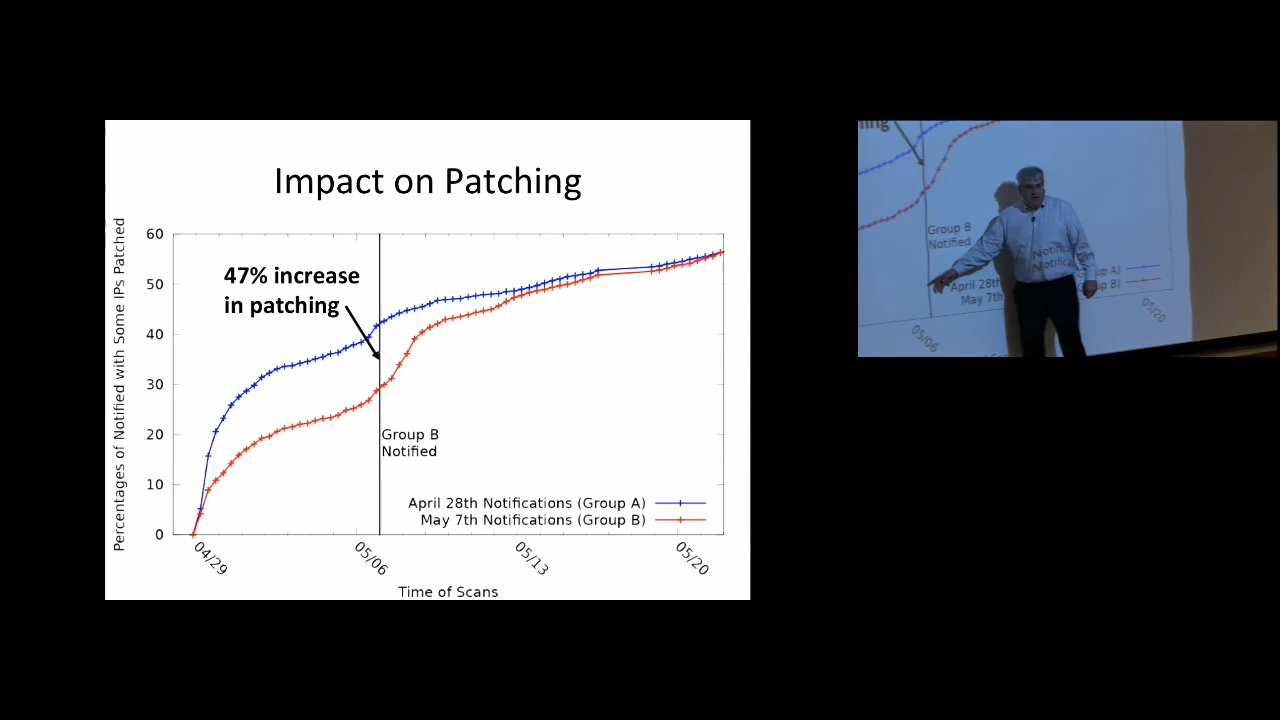 Impact on Patching
Percentages of Notified with Some IPs Patched
60
50
40
30
20
10
0
47% increase
in patching
Group B
Notified
April 28th Notifications (Group A)
May 7th Notifications (Group B)
04/29
05/06
05/13
05/20
Time of Scans
Group B
Notified
April 28th
May 7th
05/06
05/20